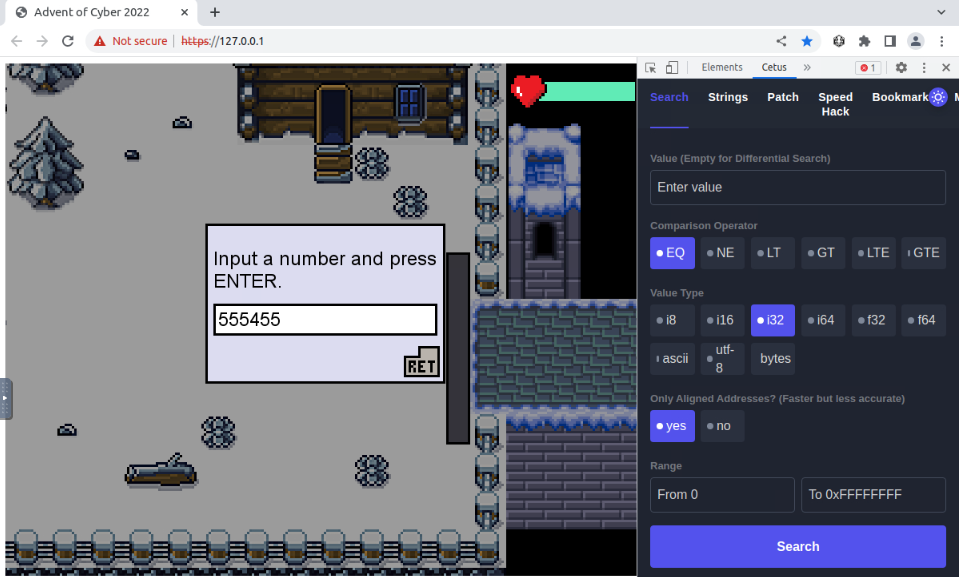 Advent of Cyber 2022
Not secure
https://127.0.0.1
Elements
Cetus
1
Search
Strings
Patch
Speed
Hack
Bookmark
M
Value (Empty for Differential Search)
Enter value
Comparison Operator
EQ
NE
LT
GT
LTE
GTE
Input a number and press
ENTER.
555455
RET
Value Type
i8
i16
i32
i64
f32
f64
ascii
utf-
8
bytes
Only Aligned Addresses? (Faster but less accurate)
yes
no
Range
From 0
To 0xFFFFFFFF
Search